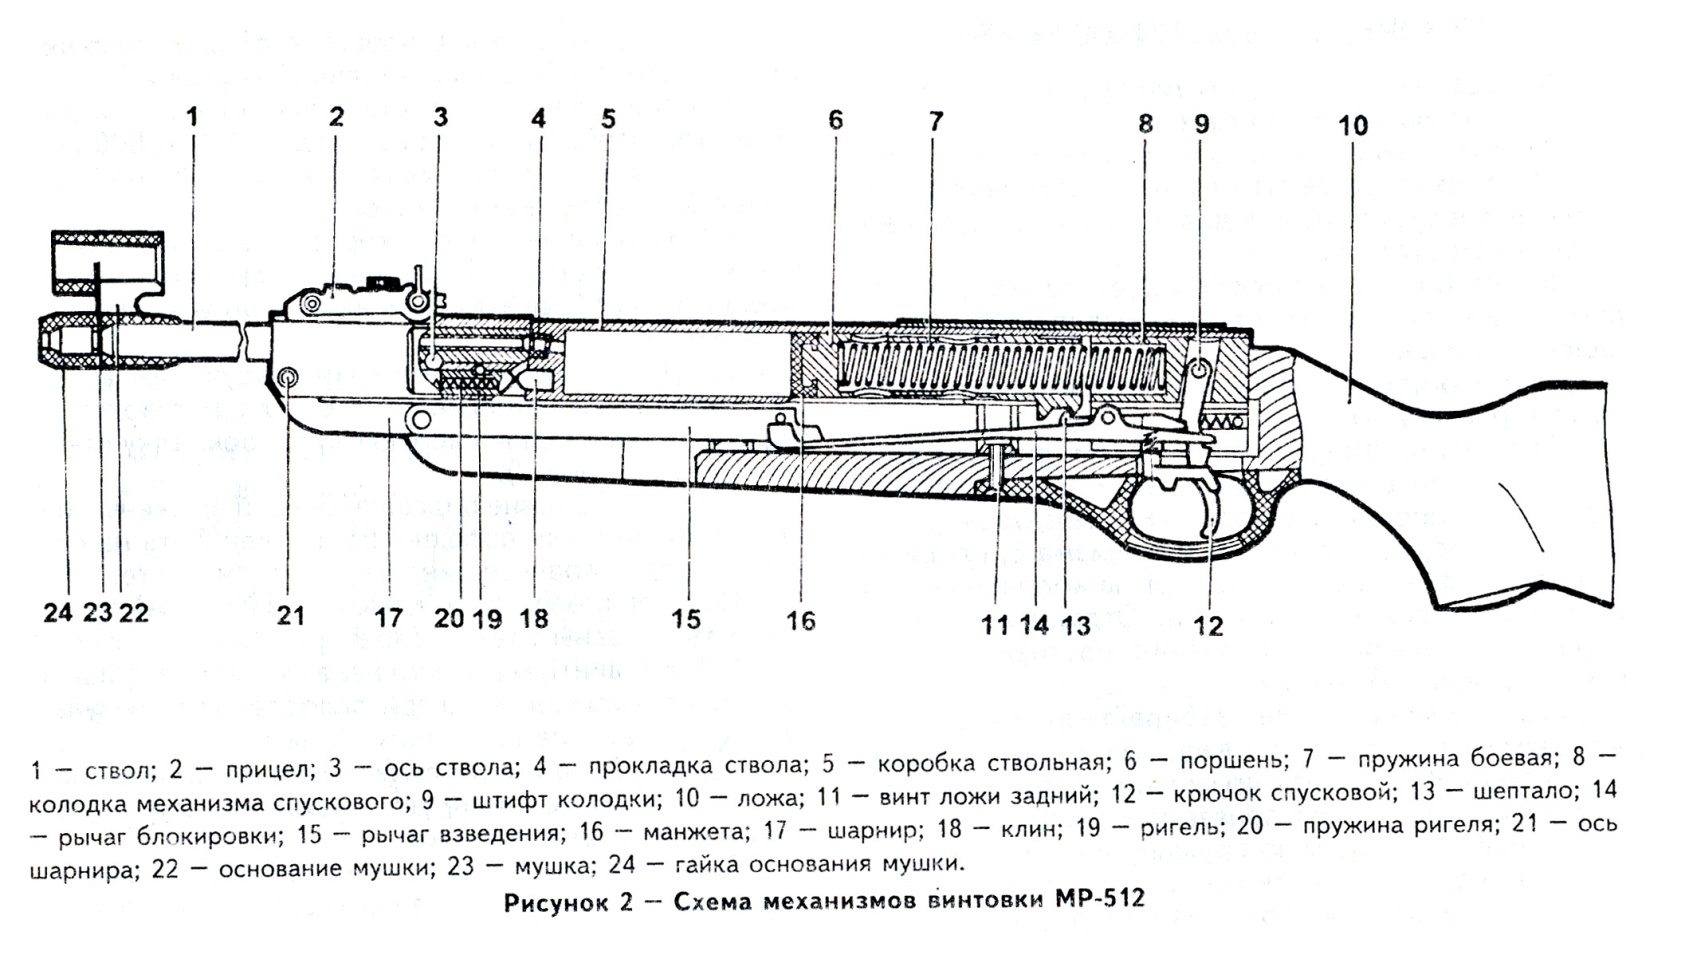 1 2 3 4 5 6 7 8 9 10
24 23 22 21 17 20 19 18 15 16 11 14 13 12
1 — ствол; 2 — прицел; 3 — ось ствола; 4 — прокладка ствола; 5 — коробка ствольная; 6 — поршень; 7 — пружина боевая; 8 —
колодка механизма спускового; 9 — штифт колодки; 10 — ложа; 11 — винт ложи задний; 12 — крючок спусковой; 13 — шептало; 14
— рычаг блокировки; 15 — рычаг взведения; 16 — манжета; 17 — шарнир; 18 — клин; 19 — ригель; 20 — пружина ригеля; 21 — ось
шарнира; 22 — основание мушки; 23 — мушка; 24 — гайка основания мушки.
Рисунок 2 — Схема механизмов винтовки МР-512